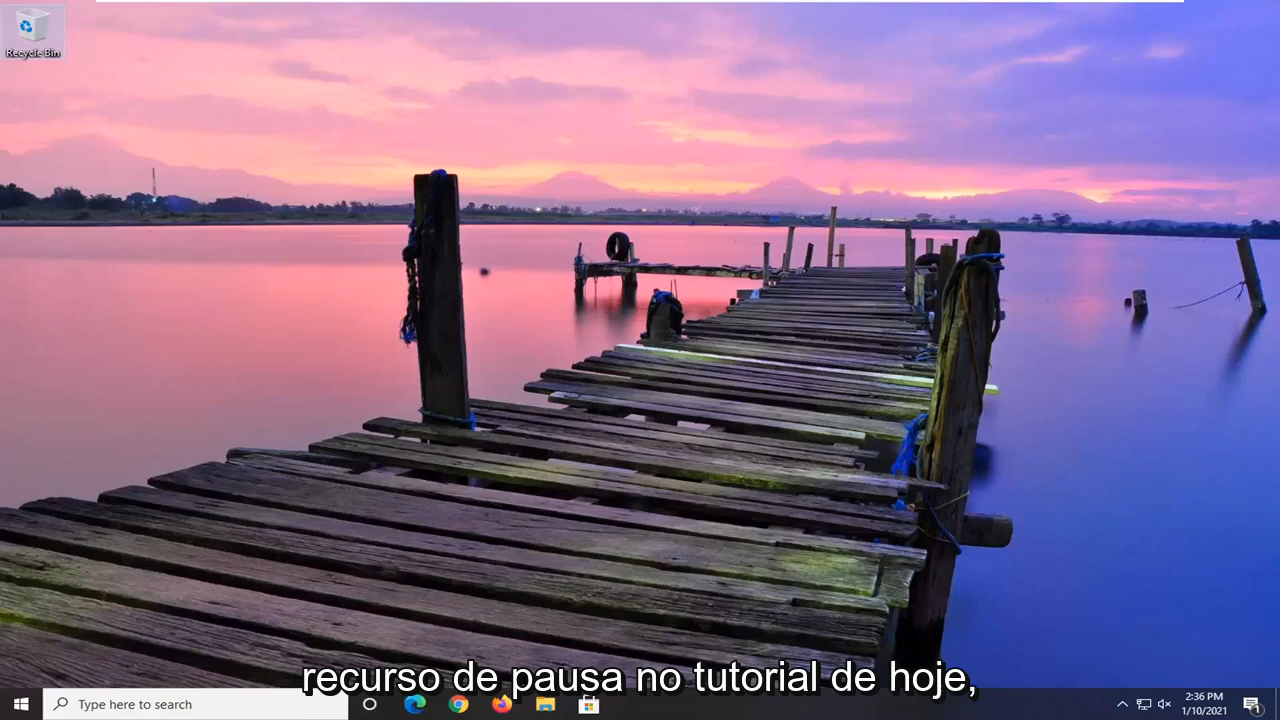 Recycle Bin
recurso de pausa no tutorial de hoje,
Type here to search
2:36 PM
1/10/2021
1